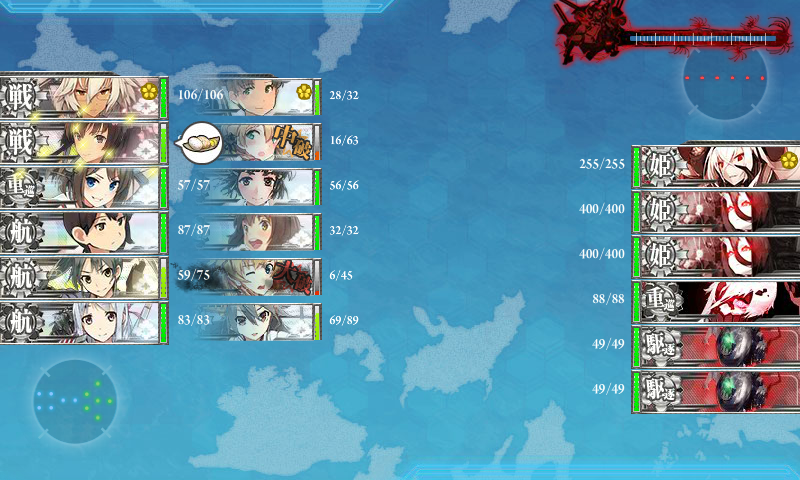 戦 106/106 28/32
戦 中破 16/63
重巡 57/57 56/56
航 87/87 32/32
航 59/75 大破 6/45
航 83/83 69/89
255/255 姫
400/400 姫
400/400 姫
88/88 重巡
49/49 駆逐
49/49 駆逐